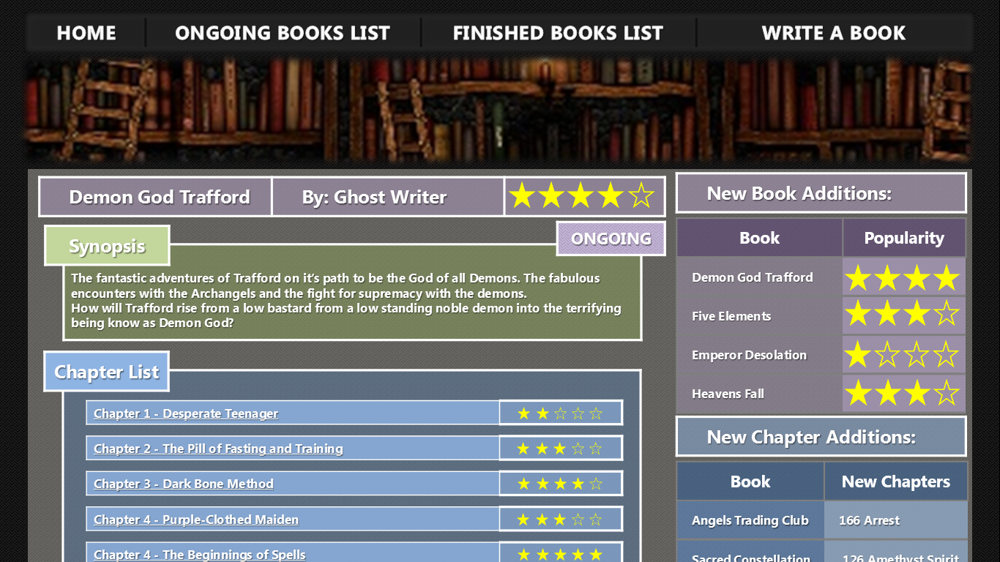 HOME
ONGOING BOOKS LIST
FINISHED BOOKS LIST
WRITE A BOOK
Demon God Trafford
By: Ghost Writer
Synopsis
ONGOING
The fantastic adventures of Trafford on it's path to be the God of all Demons. The fabulous
encounters with the Archangels and the fight for supremacy with the demons.
How will Trafford rise from a low bastard from a low standing noble demon into the terrifying
being know as Demon God?
Chapter List
Chapter 1 - Desperate Teenager
Chapter 2 - The Pill of Fasting and Training
Chapter 3 - Dark Bone Method
Chapter 4 - Purple-Clothed Maiden
Chapter 4 - The Beginnings of Spells
New Book Additions:
Book Popularity
Demon God Trafford
Five Elements
Emperor Desolation
Heavens Fall
New Chapter Additions:
Book New Chapters
Angels Trading Club 166 Arrest
Sacred Constellation 126 Amethyst Spirit